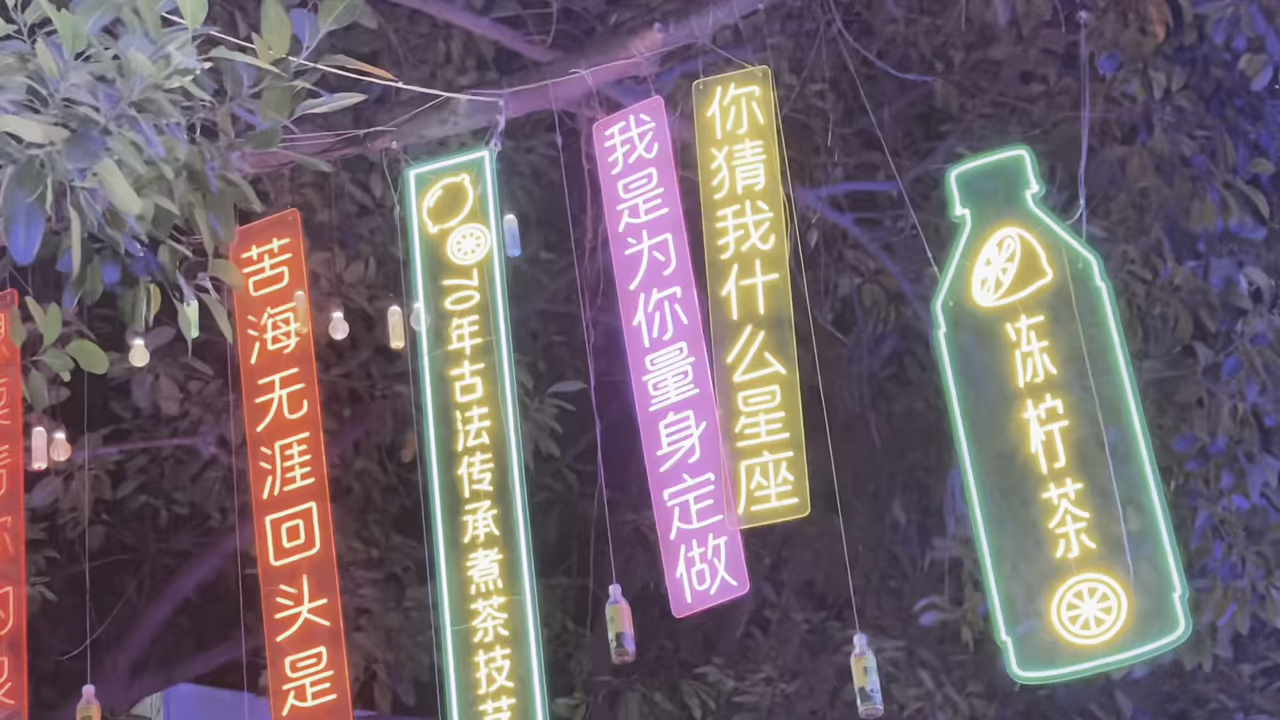 苦海无涯回头是
70年古法传承煮茶技艺
我是为你量身定做
你猜我什么星座
冻柠茶